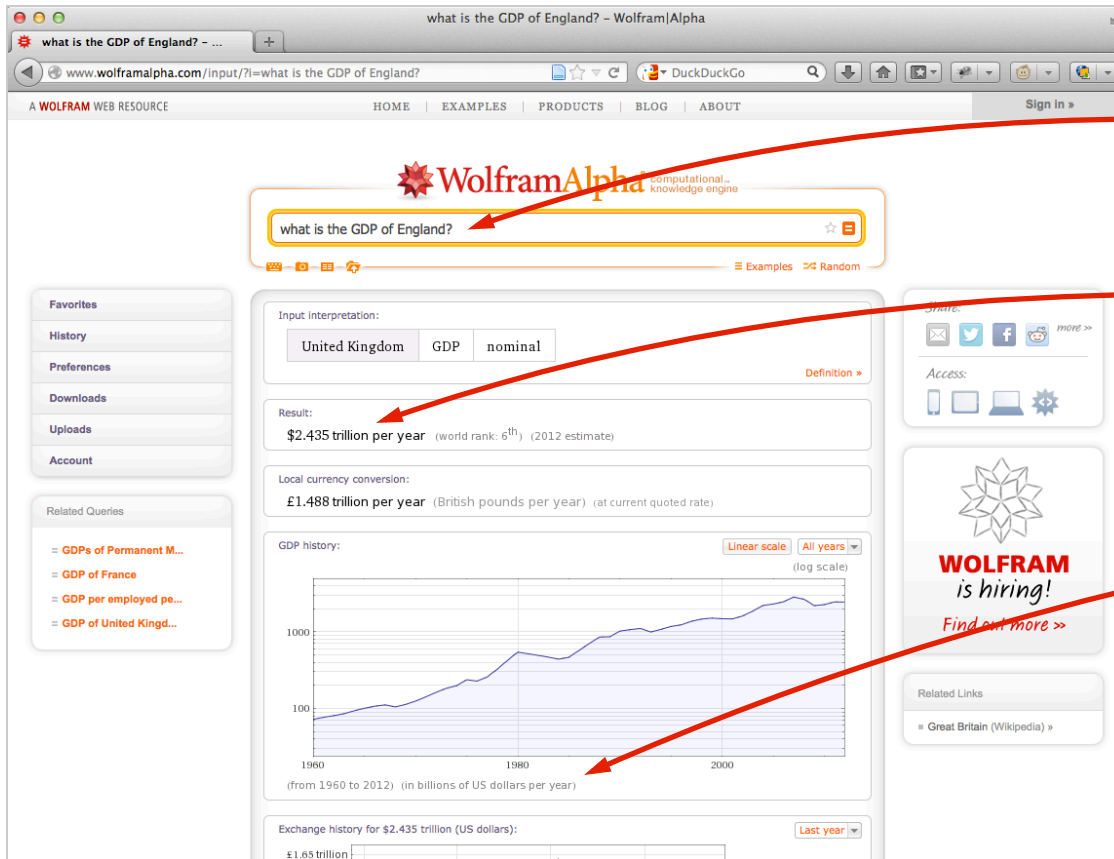 what is the GDP of England? – Wolfram|Alpha
what is the GDP of England? – ...
www.wolframalpha.com/input/?i=what is the GDP of England?
DuckDuckGo
A WOLFRAM WEB RESOURCE
HOME | EXAMPLES | PRODUCTS | BLOG | ABOUT
Sign in »
WolframAlpha computational knowledge engine
what is the GDP of England?
Examples Random
Favorites
History
Preferences
Downloads
Uploads
Account
Related Queries
GDPs of Permanent M...
GDP of France
GDP per employed pe...
GDP of United Kingd...
Input interpretation:
United Kingdom GDP nominal
Definition »
Result:
$2.435 trillion per year (world rank: 6th) (2012 estimate)
Local currency conversion:
£1.488 trillion per year (British pounds per year) (at current quoted rate)
GDP history:
Linear scale All years
(log scale)
1000
100
1960 1980 2000
(from 1960 to 2012) (in billions of US dollars per year)
Exchange history for $2.435 trillion (US dollars):
Last year
£1.65 trillion
Share:
more »
Access:
WOLFRAM
is hiring!
Find out more »
Related Links
Great Britain (Wikipedia) »